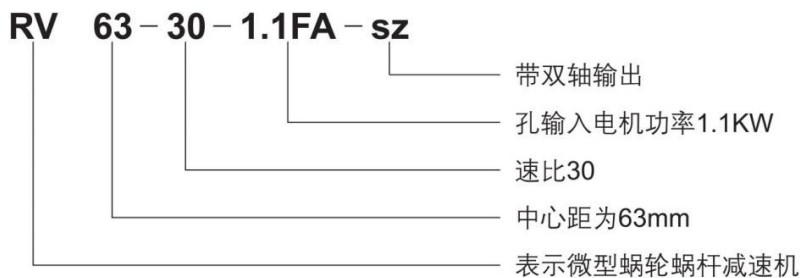 RV 63-30-1.1FA-sz
带双轴输出
孔输入电机功率1.1KW
速比30
中心距为63mm
表示微型蜗轮蜗杆减速机